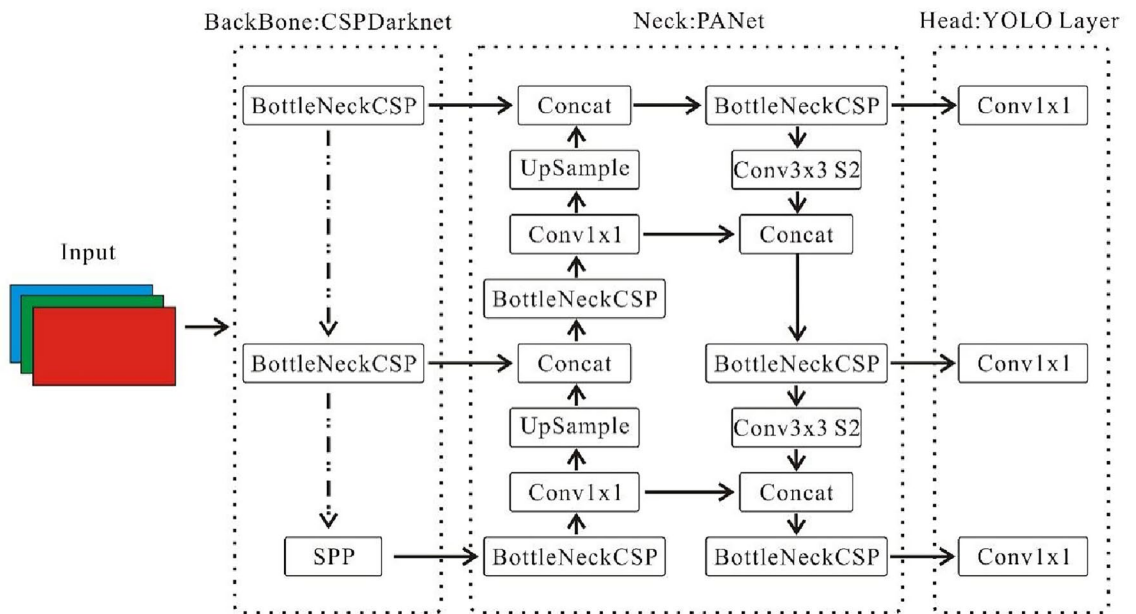 BackBone:CSPDarknet Neck:PANet Head:YOLO Layer
BottleNeckCSP Concat BottleNeckCSP Conv1x1
UpSample Conv3x3 S2
Conv1x1 Concat
Input
BottleNeckCSP
BottleNeckCSP Concat BottleNeckCSP Conv1x1
UpSample Conv3x3 S2
Conv1x1 Concat
SPP BottleNeckCSP BottleNeckCSP Conv1x1